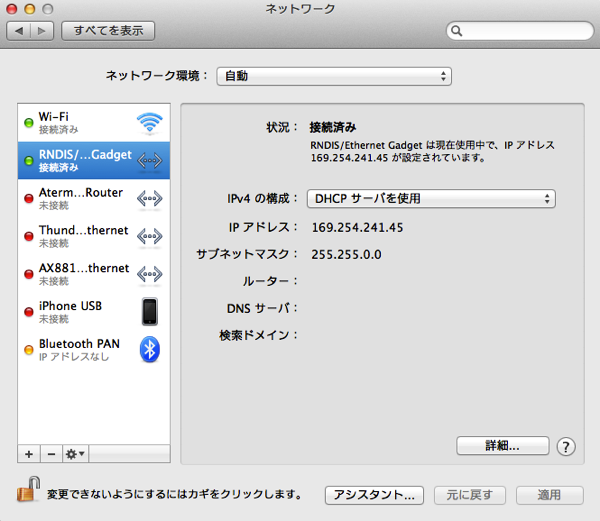 ネットワーク
すべてを表示
ネットワーク環境： 自動
Wi-Fi
接続済み
RNDIS/...Gadget
接続済み
Aterm...Router
未接続
Thund...thernet
未接続
AX881...thernet
未接続
iPhone USB
未接続
Bluetooth PAN
IP アドレスなし
状況： 接続済み
RNDIS/Ethernet Gadget は現在使用中で、IP アドレス
169.254.241.45 が設定されています。
IPv4 の構成： DHCP サーバを使用
IP アドレス： 169.254.241.45
サブネットマスク： 255.255.0.0
ルーター：
DNS サーバ：
検索ドメイン：
詳細... ?
変更できないようにするにはカギをクリックします。
アシスタント... 元に戻す 適用